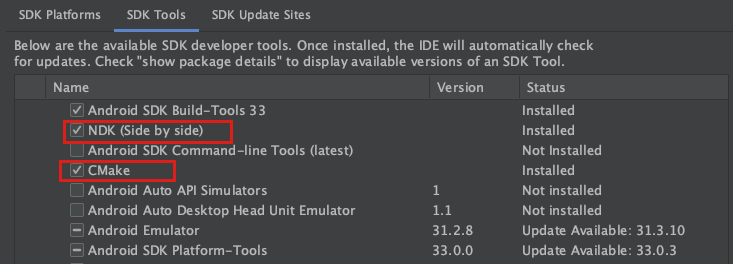 SDK Platforms SDK Tools SDK Update Sites
Below are the available SDK developer tools. Once installed, the IDE will automatically check
for updates. Check "show package details" to display available versions of an SDK Tool.
Name Version Status
Android SDK Build-Tools 33 Installed
NDK (Side by side) Installed
Android SDK Command-line Tools (latest) Not Installed
CMake Installed
Android Auto API Simulators 1 Not installed
Android Auto Desktop Head Unit Emulator 1.1 Not installed
Android Emulator 31.2.8 Update Available: 31.3.10
Android SDK Platform-Tools 33.0.0 Update Available: 33.0.3